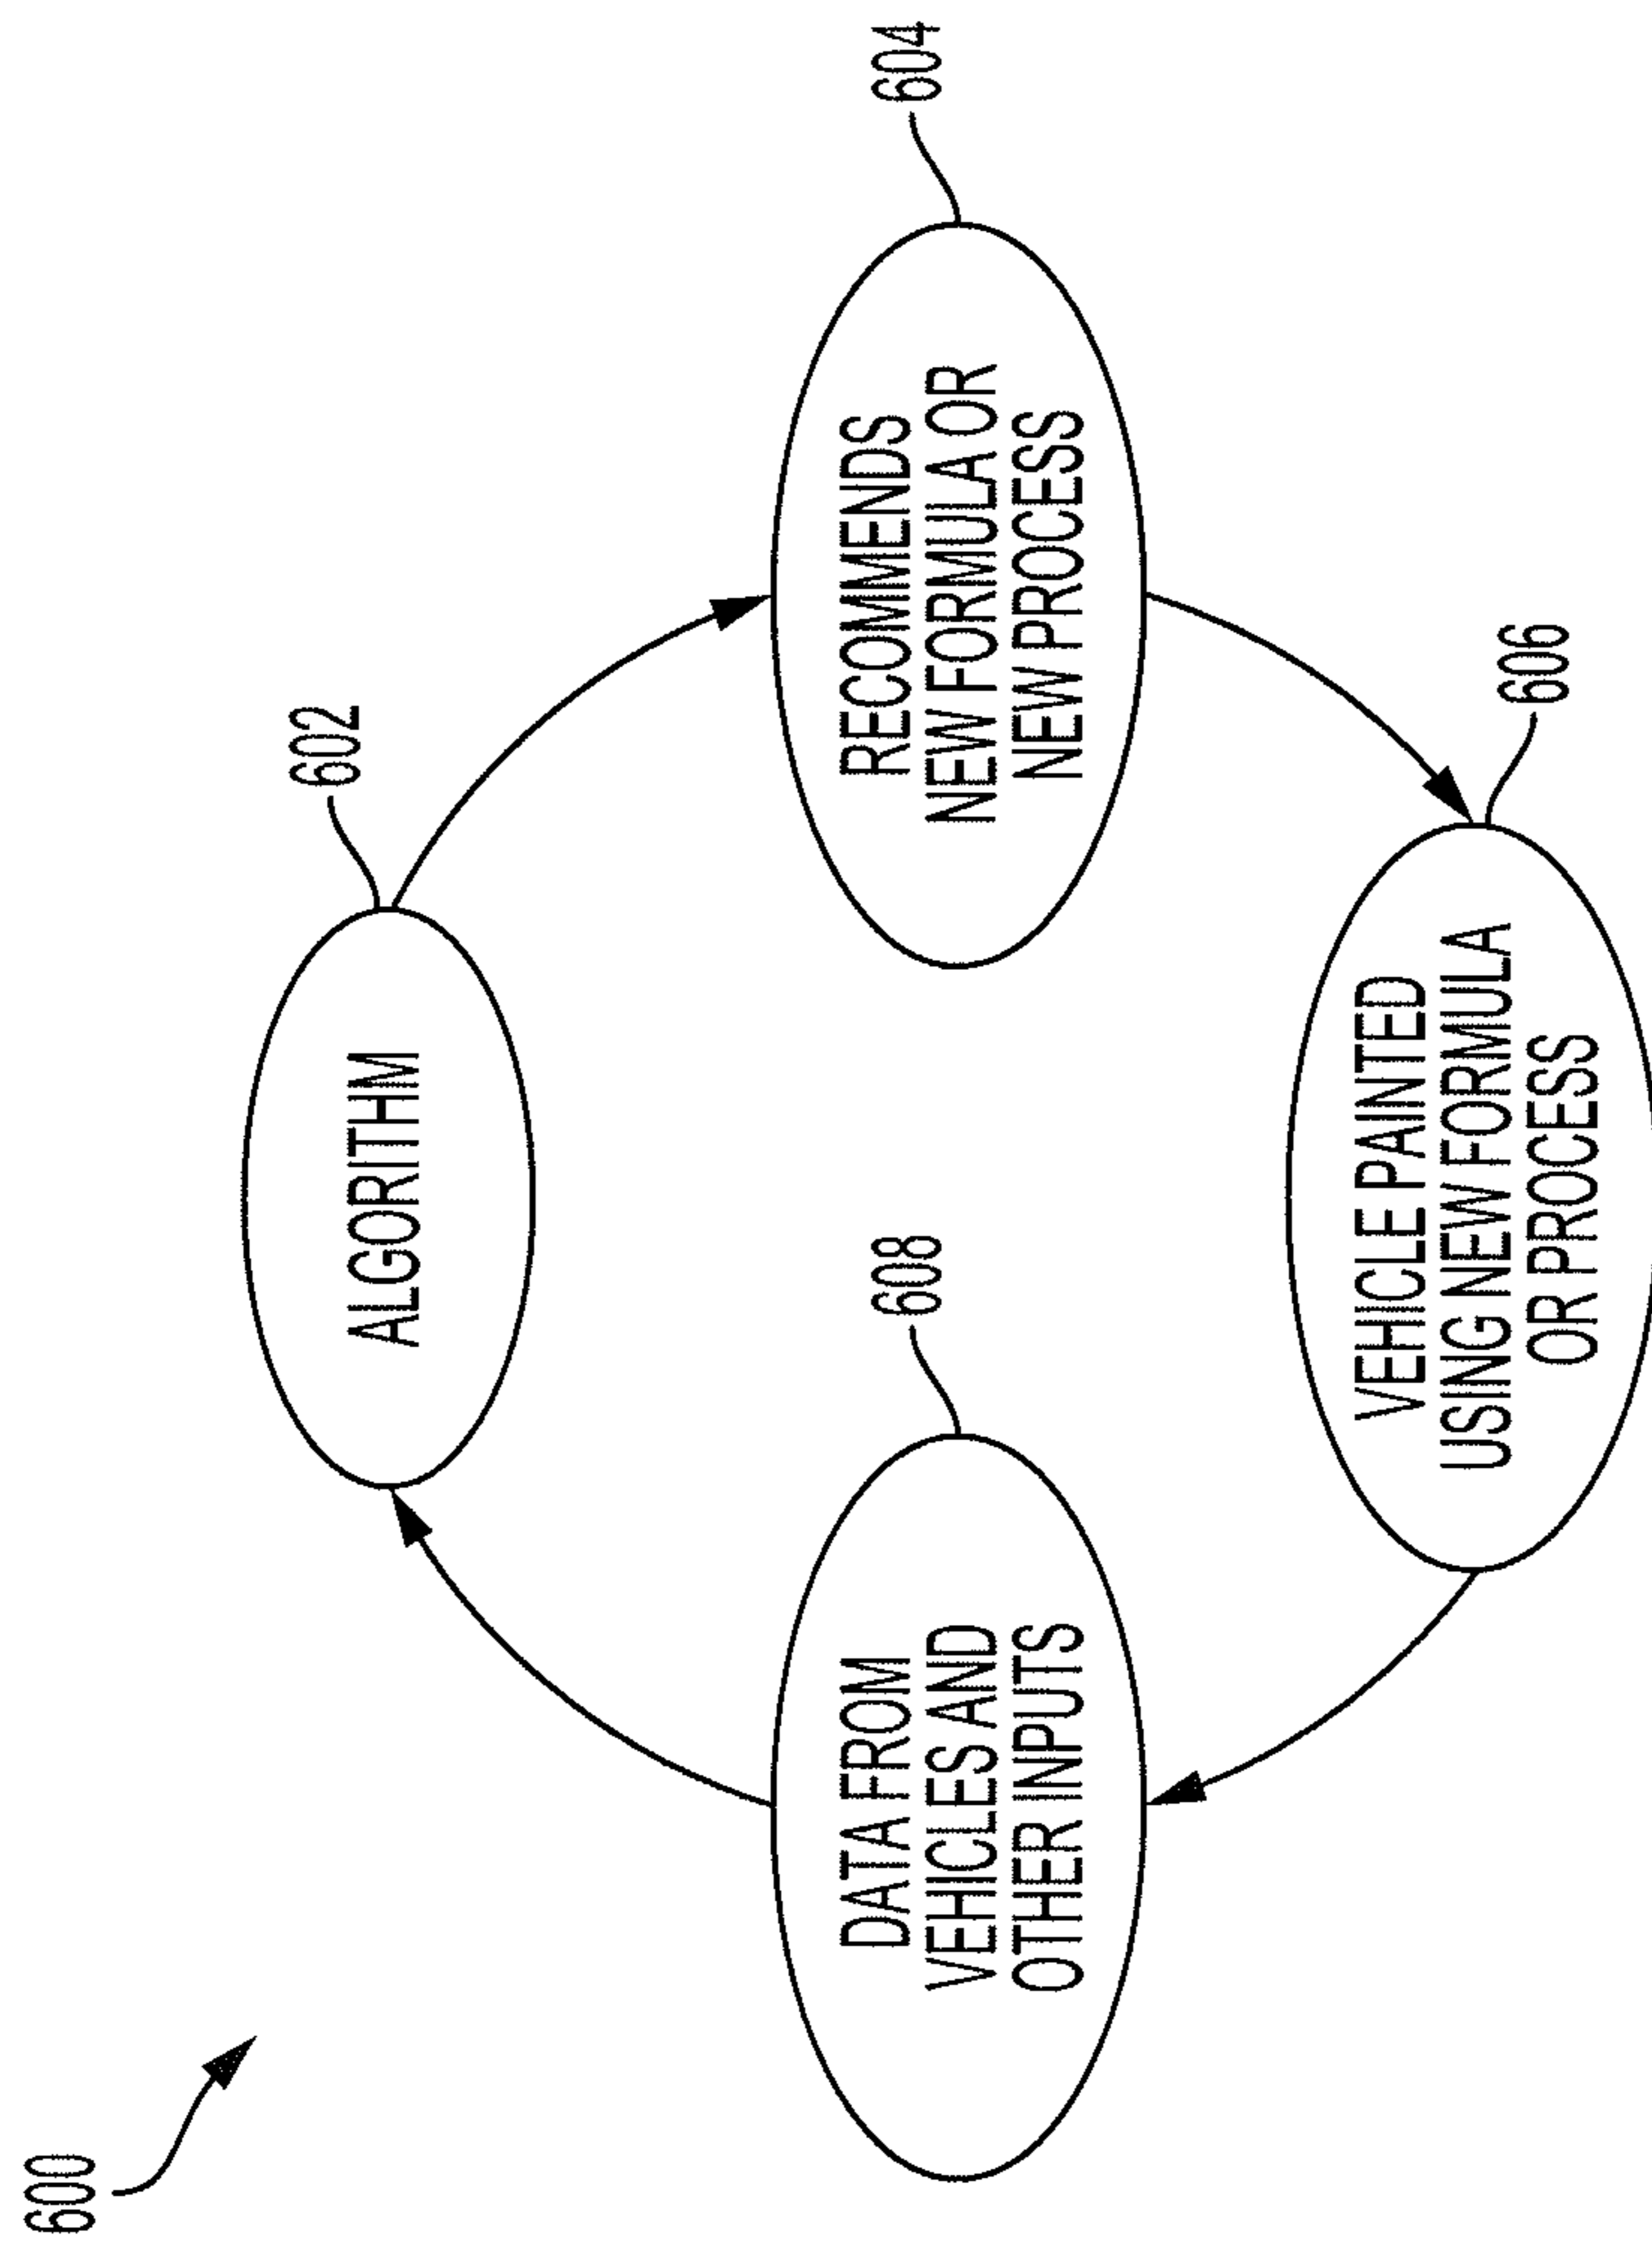 600
602
ALGORITHM
604
RECOMMENDS
NEW FORMULA OR
NEW PROCESS
608
DATA FROM
VEHICLES AND
OTHER INPUTS
606
VEHICLE PAINTED
USING NEW FORMULA
OR PROCESS